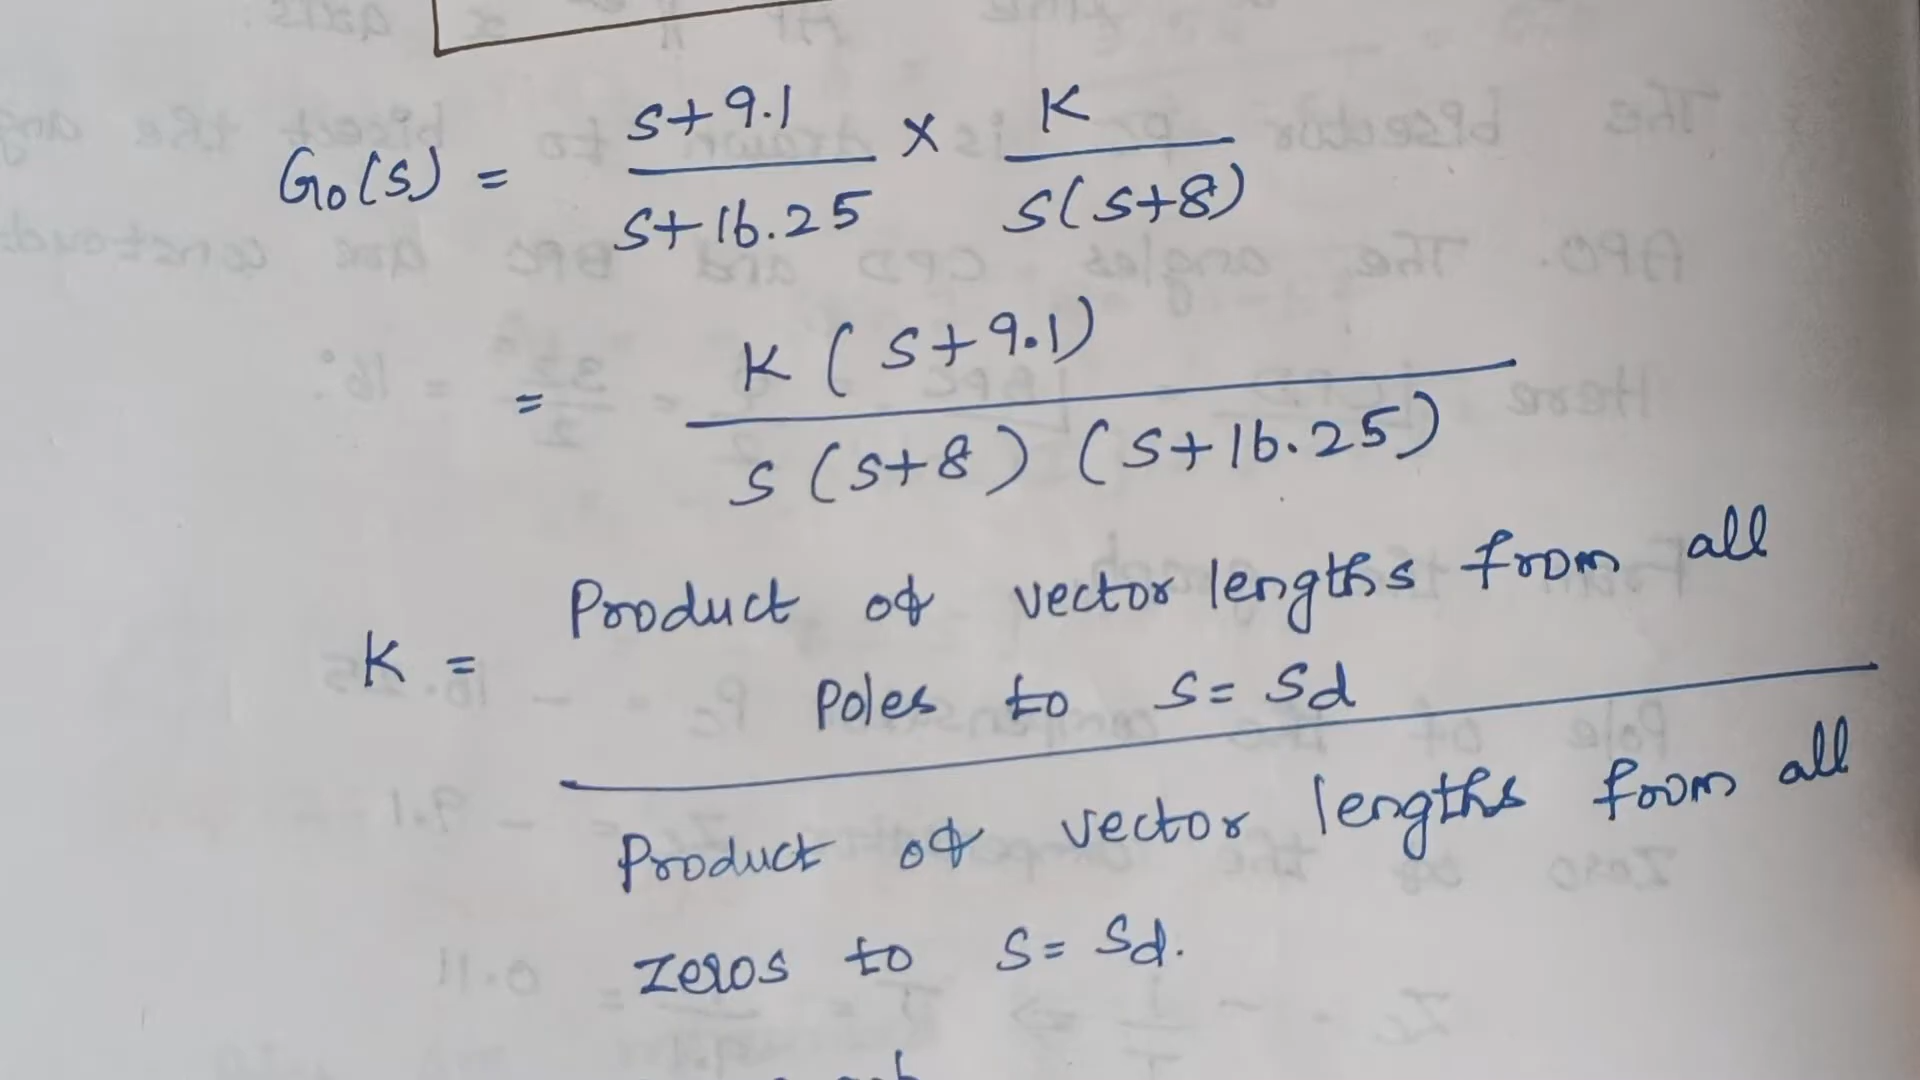 G₀(s) = (s+9.1)/(s+16.25) × K/(s(s+8))
= K(s+9.1)/(s(s+8)(s+16.25))
K = Product of vector lengths from all
Poles to s = sd
Product of vector lengths from all
zeros to s = sd.